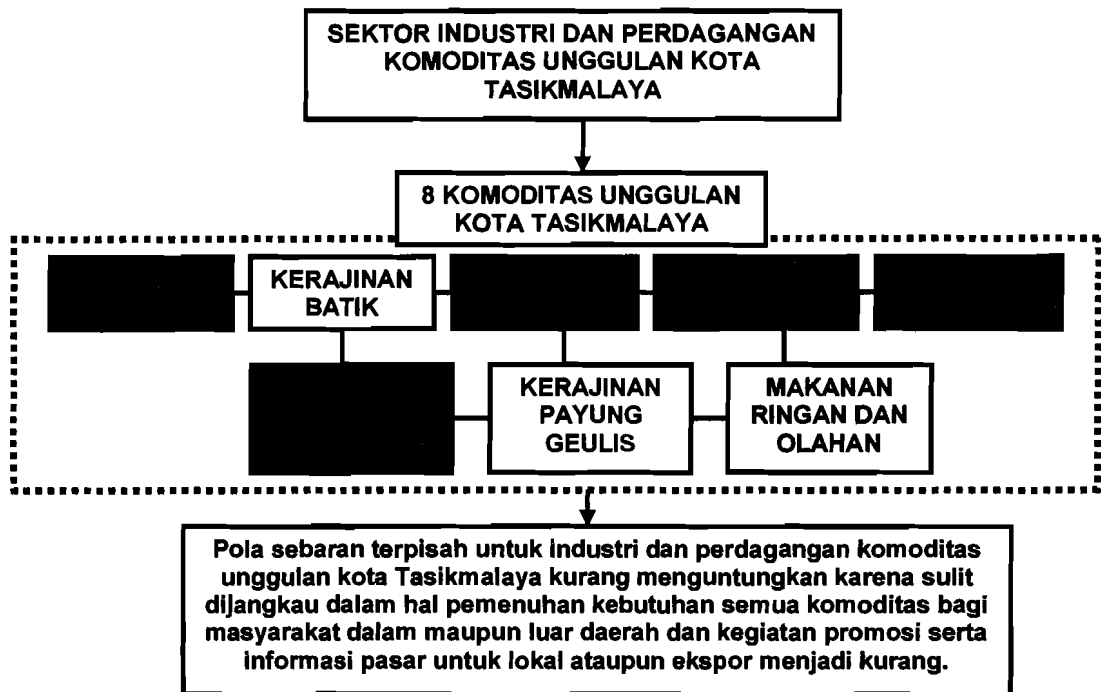 SEKTOR INDUSTRI DAN PERDAGANGAN
KOMODITAS UNGGULAN KOTA
TASIKMALAYA
8 KOMODITAS UNGGULAN
KOTA TASIKMALAYA
KERAJINAN
BATIK
KERAJINAN
PAYUNG
GEULIS
MAKANAN
RINGAN DAN
OLAHAN
Pola sebaran terpisah untuk industri dan perdagangan komoditas
unggulan kota Tasikmalaya kurang menguntungkan karena sulit
dijangkau dalam hal pemenuhan kebutuhan semua komoditas bagi
masyarakat dalam maupun luar daerah dan kegiatan promosi serta
informasi pasar untuk lokal ataupun ekspor menjadi kurang.